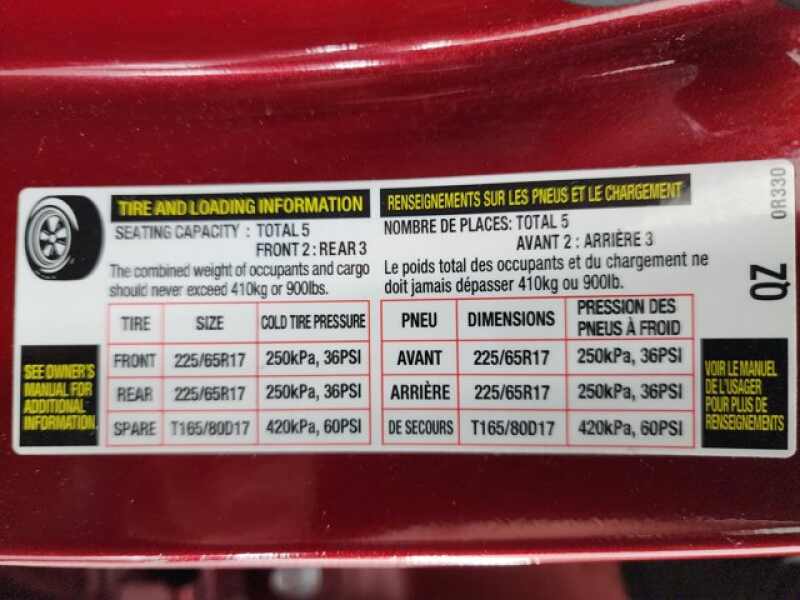 TIRE AND LOADING INFORMATION
SEATING CAPACITY : TOTAL 5
FRONT 2 : REAR 3
The combined weight of occupants and cargo
should never exceed 410kg or 900lbs.
TIRE SIZE COLD TIRE PRESSURE
FRONT 225/65R17 250kPa, 36PSI
REAR 225/65R17 250kPa, 36PSI
SPARE T165/80D17 420kPa, 60PSI
SEE OWNER'S
MANUAL FOR
ADDITIONAL
INFORMATION
RENSEIGNEMENTS SUR LES PNEUS ET LE CHARGEMENT
NOMBRE DE PLACES: TOTAL 5
AVANT 2 : ARRIÈRE 3
Le poids total des occupants et du chargement ne
doit jamais dépasser 410kg ou 900lb.
PNEU DIMENSIONS PRESSION DES
PNEUS À FROID
AVANT 225/65R17 250kPa, 36PSI
ARRIÈRE 225/65R17 250kPa, 36PSI
DE SECOURS T165/80D17 420kPa, 60PSI
VOIR LE MANUEL
DE L'USAGER
POUR PLUS DE
RENSEIGNEMENTS
0R330
QZ